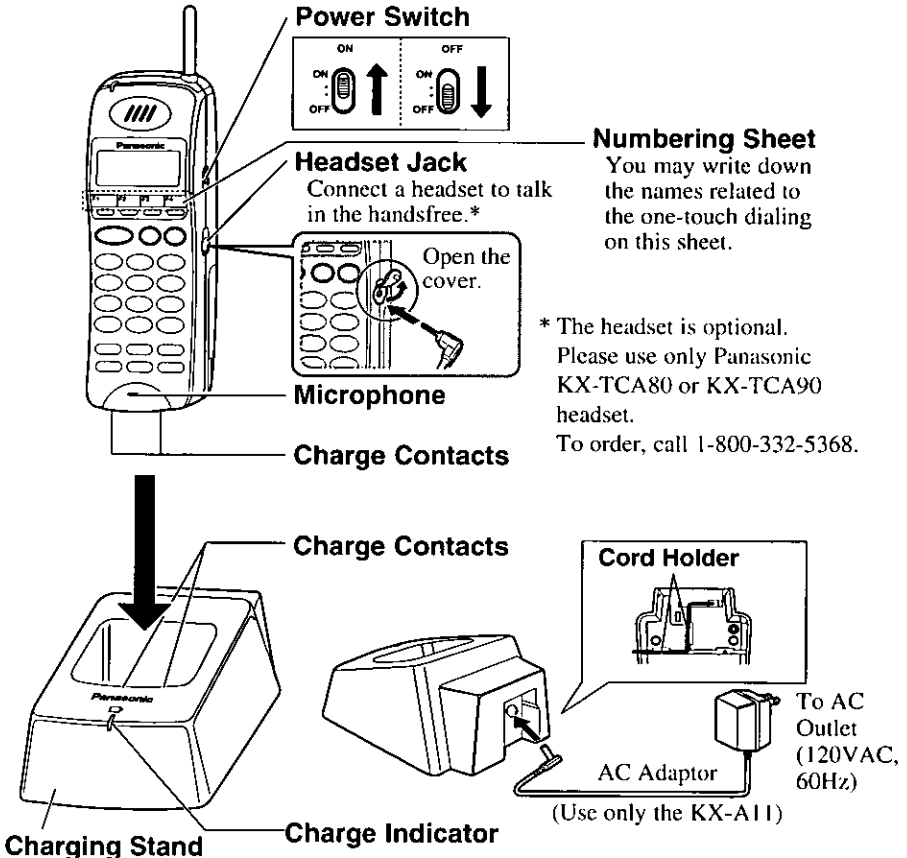 Power Switch
ON
OFF
ON
OFF
ON
OFF
Panasonic
F1 F2 F3 F4
Headset Jack
Connect a headset to talk
in the handsfree.*
Open the
cover.
Numbering Sheet
You may write down
the names related to
the one-touch dialing
on this sheet.
* The headset is optional.
Please use only Panasonic
KX-TCA80 or KX-TCA90
headset.
To order, call 1-800-332-5368.
Microphone
Charge Contacts
Charge Contacts
Panasonic
Cord Holder
To AC
Outlet
(120VAC,
60Hz)
AC Adaptor
(Use only the KX-A11)
Charge Indicator
Charging Stand